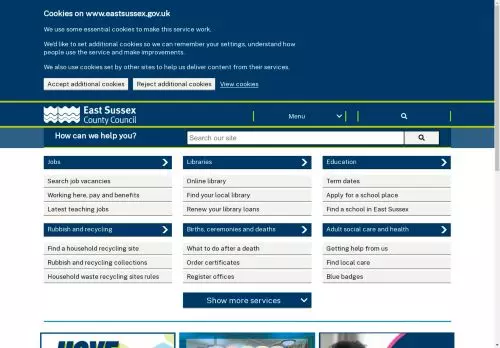 Cookies on www.eastsussex.gov.uk
We use some essential cookies to make this service work.
We'd like to set additional cookies so we can remember your settings, understand how
people use the service and make improvements.
We also use cookies set by other sites to help us deliver content from their services.
Accept additional cookies Reject additional cookies View cookies
East Sussex
County Council
Menu
How can we help you?
Search our site
Jobs
Search job vacancies
Working here, pay and benefits
Latest teaching jobs
Libraries
Online library
Find your local library
Renew your library loans
Education
Term dates
Apply for a school place
Find a school in East Sussex
Rubbish and recycling
Find a household recycling site
Rubbish and recycling collections
Household waste recycling sites rules
Births, ceremonies and deaths
What to do after a death
Order certificates
Register offices
Adult social care and health
Getting help from us
Find local care
Blue badges
Show more services